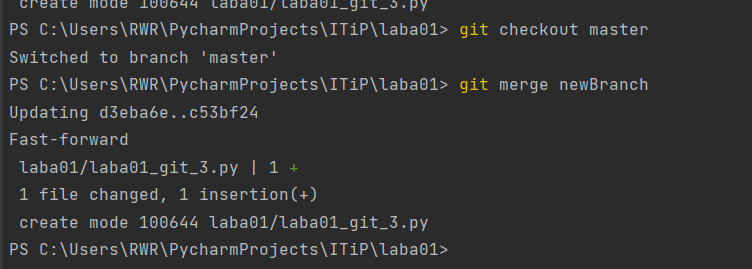 create mode 100644 laba01/laba01_git_3.py
PS C:\Users\RWR\PycharmProjects\ITiP\laba01> git checkout master
Switched to branch 'master'
PS C:\Users\RWR\PycharmProjects\ITiP\laba01> git merge newBranch
Updating d3eba6e..c53bf24
Fast-forward
 laba01/laba01_git_3.py | 1 +
 1 file changed, 1 insertion(+)
 create mode 100644 laba01/laba01_git_3.py
PS C:\Users\RWR\PycharmProjects\ITiP\laba01>